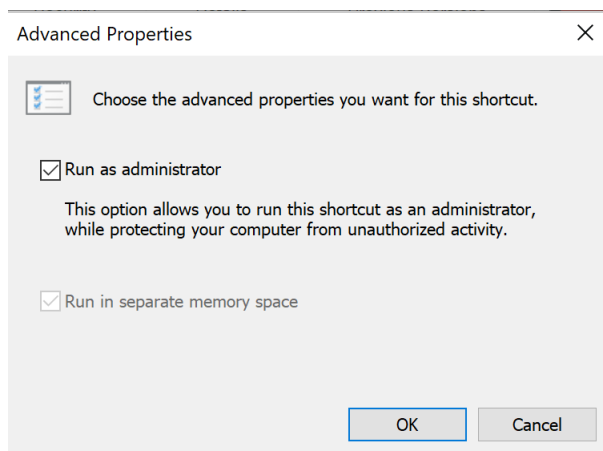 Advanced Properties
Choose the advanced properties you want for this shortcut.
Run as administrator
This option allows you to run this shortcut as an administrator,
while protecting your computer from unauthorized activity.
Run in separate memory space
OK
Cancel